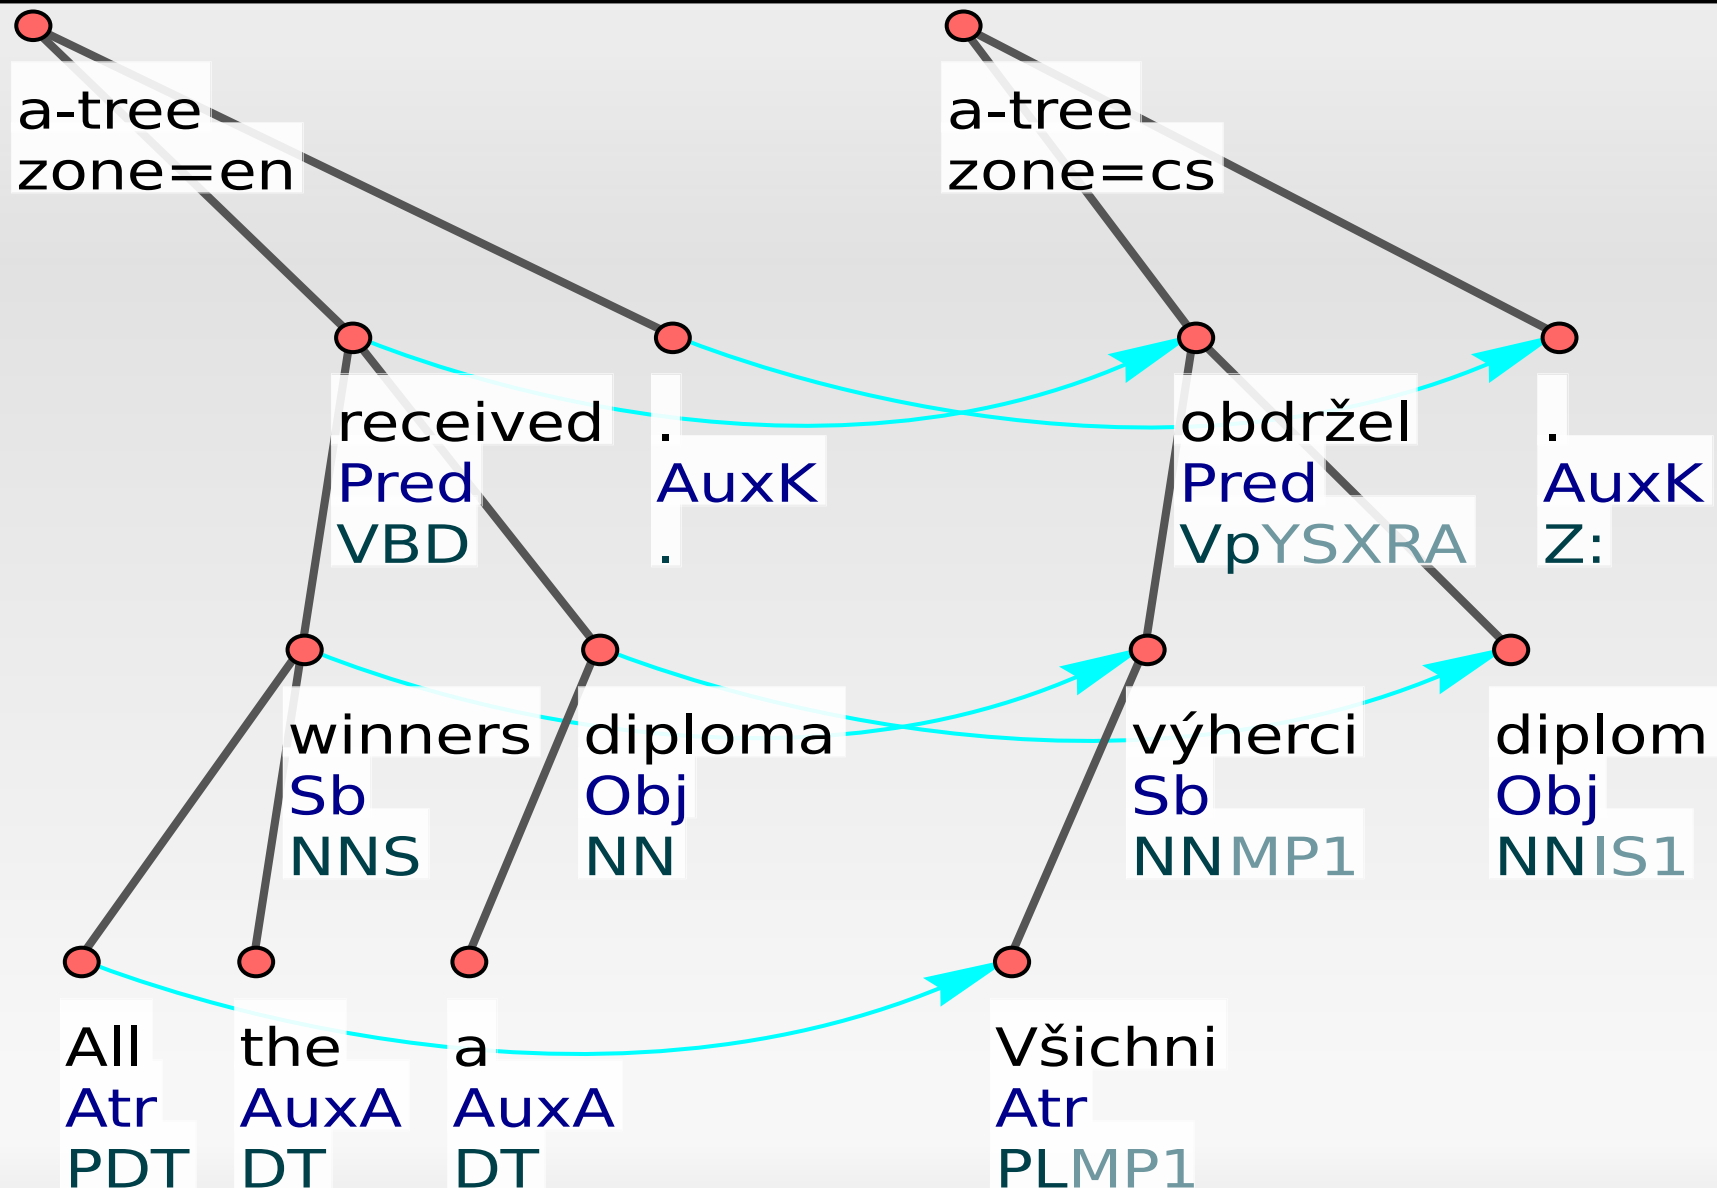 a-tree
zone=en
a-tree
zone=cs
received
Pred
VBD
.
AuxK
.
obdržel
Pred
VpYSXRA
.
AuxK
Z:
winners
Sb
NNS
diploma
Obj
NN
výherci
Sb
NNMP1
diplom
Obj
NNIS1
All
Atr
PDT
the
AuxA
DT
a
AuxA
DT
Všichni
Atr
PLMP1